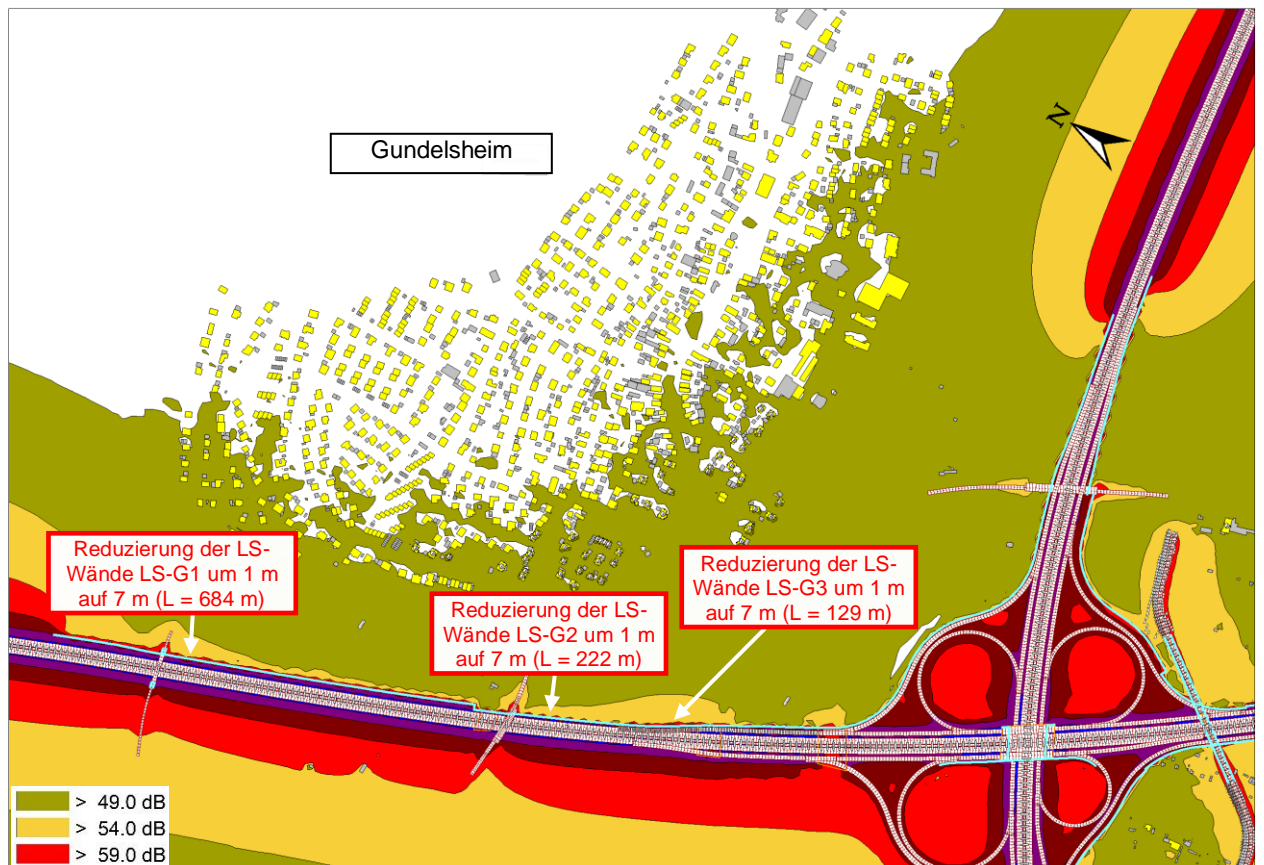 Gundelsheim
N
Reduzierung der LS-
Wände LS-G1 um 1 m
auf 7 m (L = 684 m)
Reduzierung der LS-
Wände LS-G2 um 1 m
auf 7 m (L = 222 m)
Reduzierung der LS-
Wände LS-G3 um 1 m
auf 7 m (L = 129 m)
> 49.0 dB
> 54.0 dB
> 59.0 dB